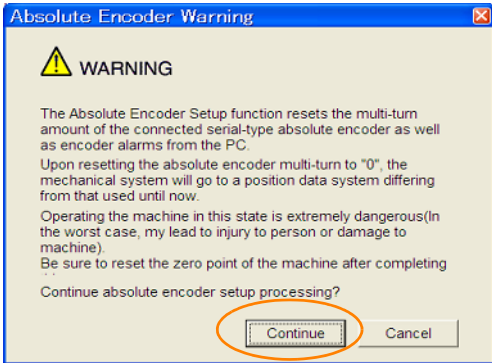 Absolute Encoder Warning
WARNING
The Absolute Encoder Setup function resets the multi-turn
amount of the connected serial-type absolute encoder as well
as encoder alarms from the PC.
Upon resetting the absolute encoder multi-turn to "0", the
mechanical system will go to a position data system differing
from that used until now.
Operating the machine in this state is extremely dangerous(In
the worst case, my lead to injury to person or damage to
machine).
Be sure to reset the zero point of the machine after completing
Continue absolute encoder setup processing?
Continue
Cancel